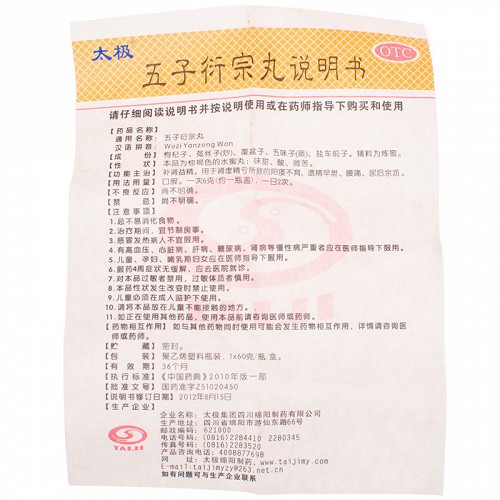 太极
五子衍宗丸说明书
OTC
请仔细阅读说明书并按说明使用或在药师指导下购买和使用
【药品名称】
通用名称：五子衍宗丸
汉语拼音：Wuzi Yanzong Wan
【成 份】枸杞子、菟丝子(炒)、覆盆子、五味子(蒸)、盐车前子。辅料为炼蜜。
【性 状】本品为棕褐色的水蜜丸；味甜、酸、微苦。
【功能主治】补肾益精。用于肾虚精亏所致的阳痿不育、遗精早泄、腰痛、尿后余沥。
【用法用量】口服。一次6克(约一瓶盖)，一日2次。
【不良反应】尚不明确。
【禁 忌】尚不明确。
【注意事项】
1.忌不易消化食物。
2.治疗期间，宜节制房事。
3.感冒发热病人不宜服用。
4.有高血压、心脏病、肝病、糖尿病、肾病等慢性病严重者应在医师指导下服用。
5.儿童、孕妇、哺乳期妇女应在医师指导下服用。
6.服药4周症状无缓解，应去医院就诊。
7.对本品过敏者禁用，过敏体质慎用。
8.本品性状发生改变时禁止使用。
9.儿童必须在成人监护下使用。
10.请将本品放在儿童不能接触的地方。
11.如正在使用其他药品，使用本品前请咨询医师或药师。
【药物相互作用】如与其他药物同时使用可能会发生药物相互作用，详情请咨询医
师或药师。
【贮 藏】密封。
【包 装】聚乙烯塑料瓶装，1x60克/瓶/盒。
【有 效 期】36个月
【执行标准】《中国药典》2010年版一部
【批准文号】国药准字Z51020450
【说明书修订日期】2012年8月15日
【生产企业】
企业名称：太极集团四川绵阳制药有限公司
生产地址：四川省绵阳市游仙东路66号
邮政编码：621000
电话号码：(0816)2284410 2280345
传真号码：(0816)2283520
产品咨询电话：4008877698
网 址：太极绵阳制药、www.taijimy.com
E-mail:taijimyzy@263.net.cn
如有问题可与生产企业联系
TAIJI
TAIJI